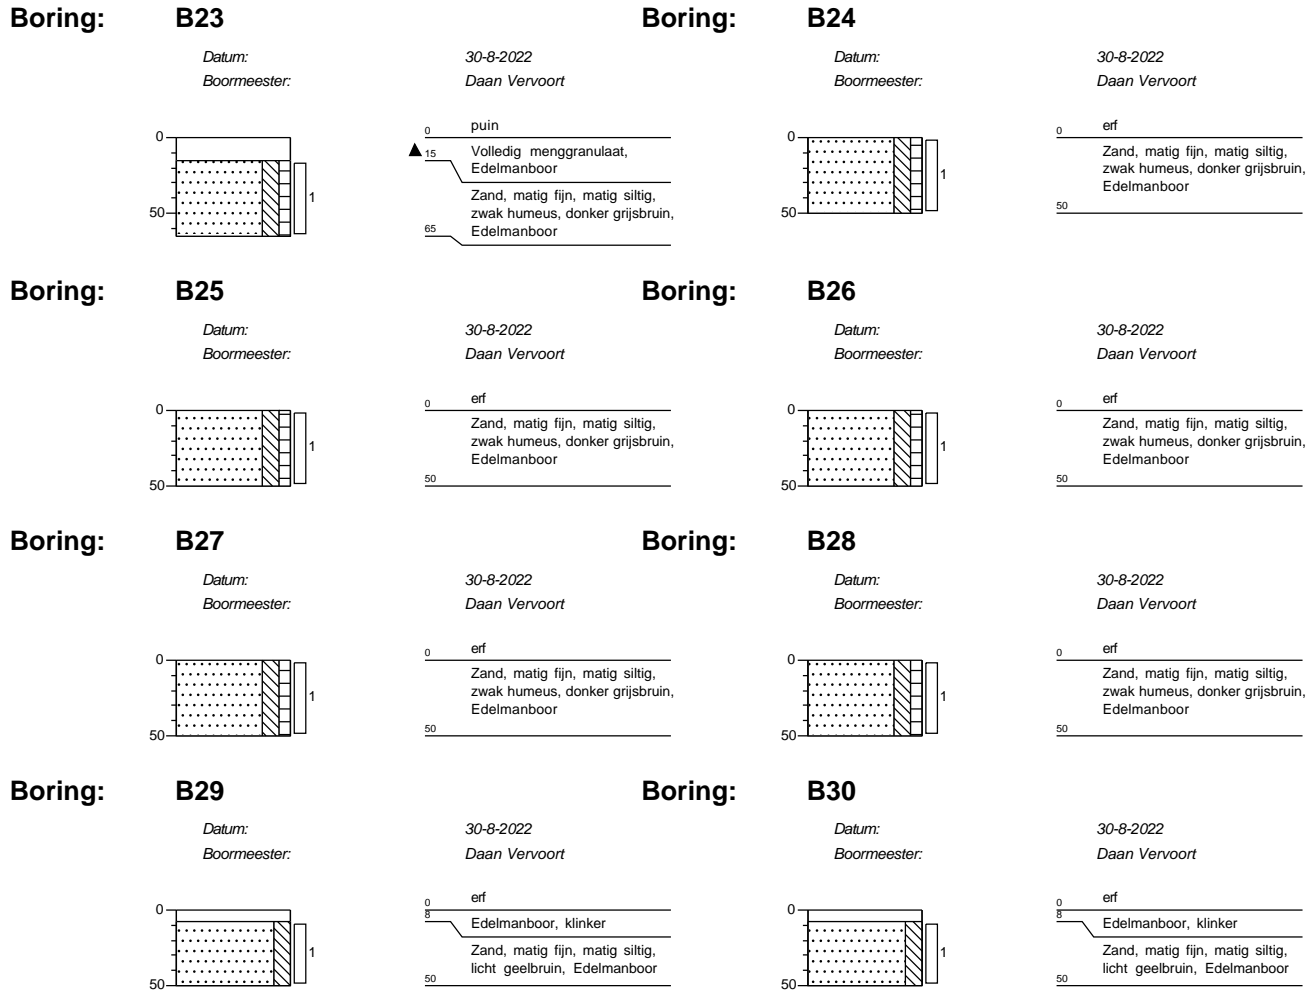 Boring: B23
Datum: 30-8-2022
Boormeester: Daan Vervoort
0
50
1
0 puin
15 Volledig menggranulaat,
Edelmanboor
Zand, matig fijn, matig siltig,
zwak humeus, donker grijsbruin,
65 Edelmanboor
Boring: B24
Datum: 30-8-2022
Boormeester: Daan Vervoort
0
50
1
0 erf
Zand, matig fijn, matig siltig,
zwak humeus, donker grijsbruin,
Edelmanboor
50
Boring: B25
Datum: 30-8-2022
Boormeester: Daan Vervoort
0
50
1
0 erf
Zand, matig fijn, matig siltig,
zwak humeus, donker grijsbruin,
Edelmanboor
50
Boring: B26
Datum: 30-8-2022
Boormeester: Daan Vervoort
0
50
1
0 erf
Zand, matig fijn, matig siltig,
zwak humeus, donker grijsbruin,
Edelmanboor
50
Boring: B27
Datum: 30-8-2022
Boormeester: Daan Vervoort
0
50
1
0 erf
Zand, matig fijn, matig siltig,
zwak humeus, donker grijsbruin,
Edelmanboor
50
Boring: B28
Datum: 30-8-2022
Boormeester: Daan Vervoort
0
50
1
0 erf
Zand, matig fijn, matig siltig,
zwak humeus, donker grijsbruin,
Edelmanboor
50
Boring: B29
Datum: 30-8-2022
Boormeester: Daan Vervoort
0
50
1
0 erf
8 Edelmanboor, klinker
Zand, matig fijn, matig siltig,
licht geelbruin, Edelmanboor
50
Boring: B30
Datum: 30-8-2022
Boormeester: Daan Vervoort
0
50
1
0 erf
8 Edelmanboor, klinker
Zand, matig fijn, matig siltig,
licht geelbruin, Edelmanboor
50